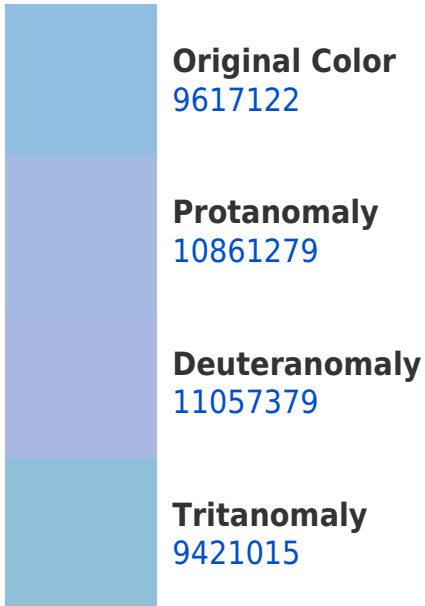 Original Color
9617122
Protanomaly
10861279
Deuteranomaly
11057379
Tritanomaly
9421015